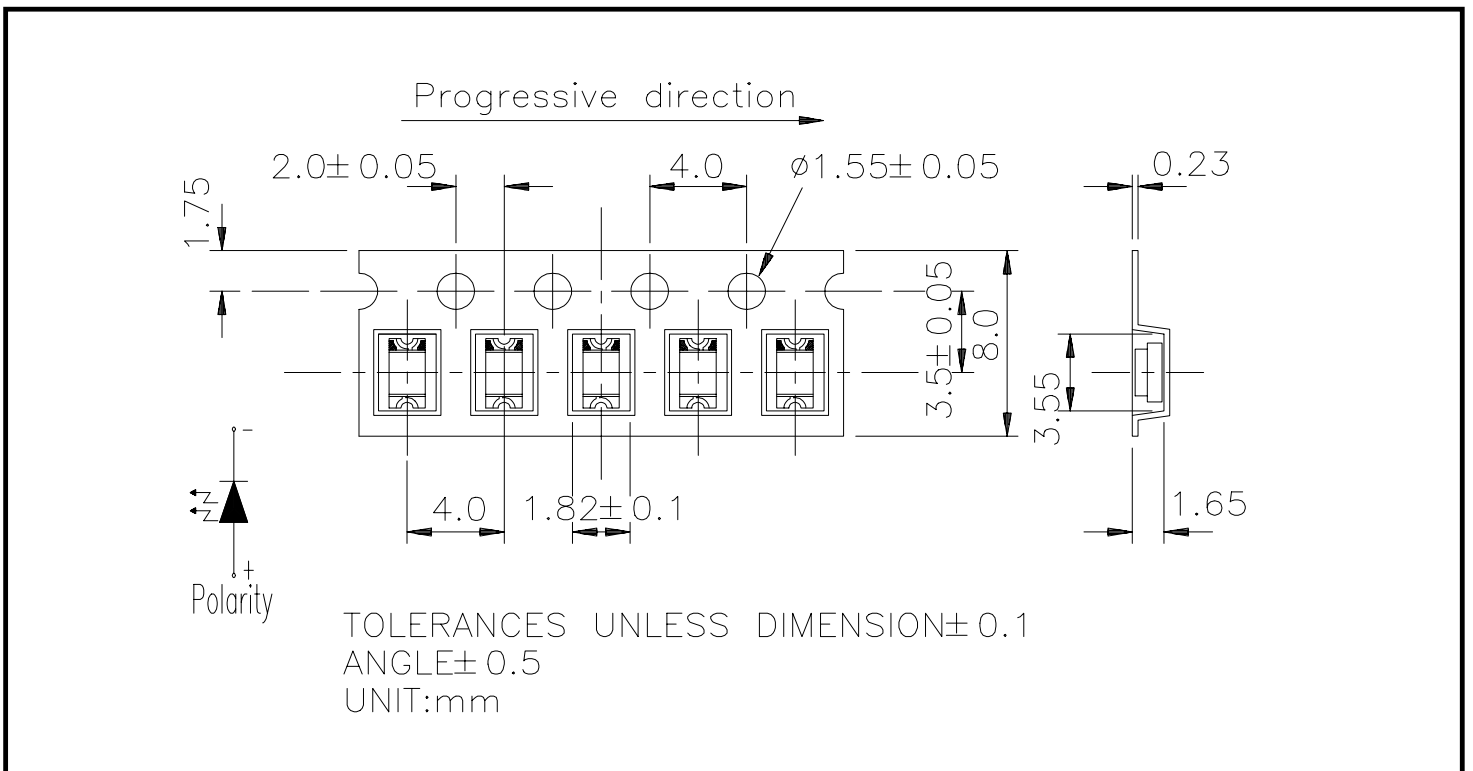 Progressive direction
2.0±0.05
4.0
ø1.55±0.05
0.23
1.75
3.5±0.05
8.0
3.55
-
4.0
1.82±0.1
1.65
+
Polarity
TOLERANCES UNLESS DIMENSION±0.1
ANGLE±0.5
UNIT:mm